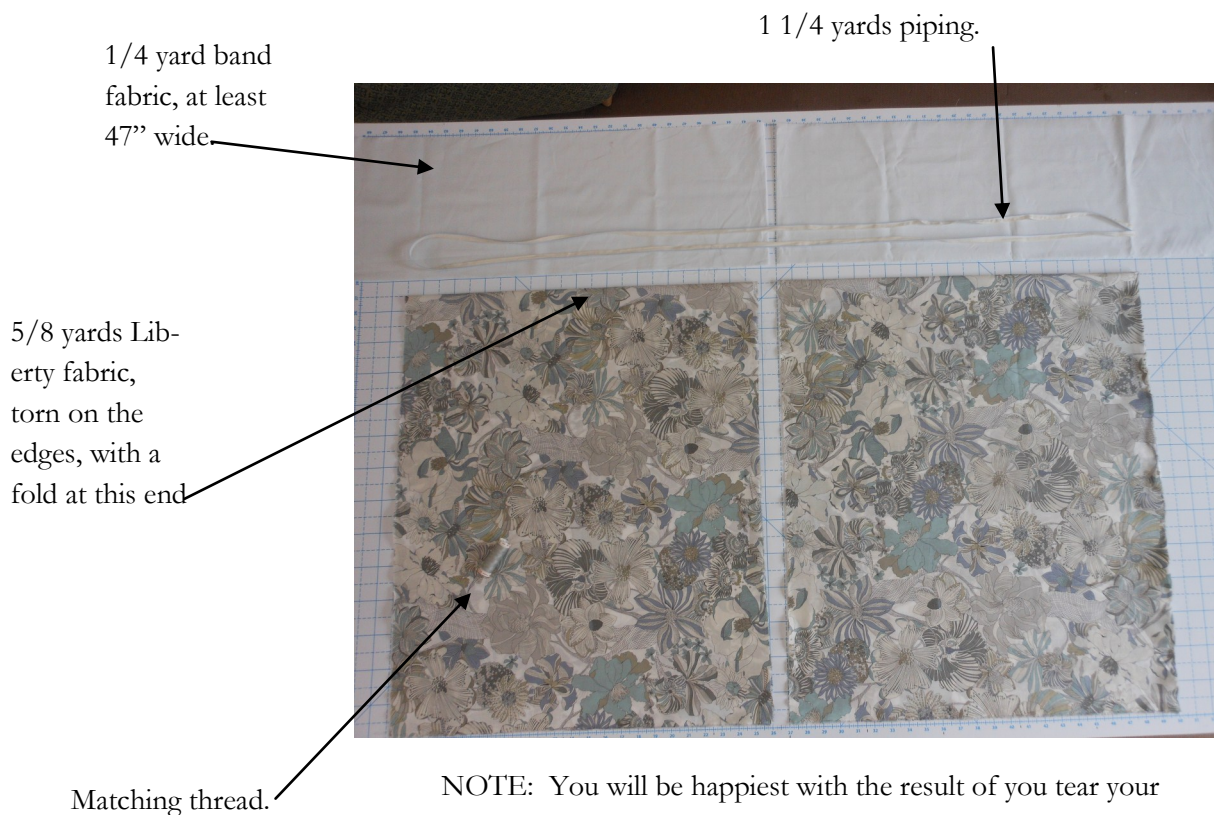 1 1/4 yards piping.
1/4 yard band
fabric, at least
47” wide.
5/8 yards Lib-
erty fabric,
torn on the
edges, with a
fold at this end
Matching thread.
NOTE:  You will be happiest with the result of you tear your